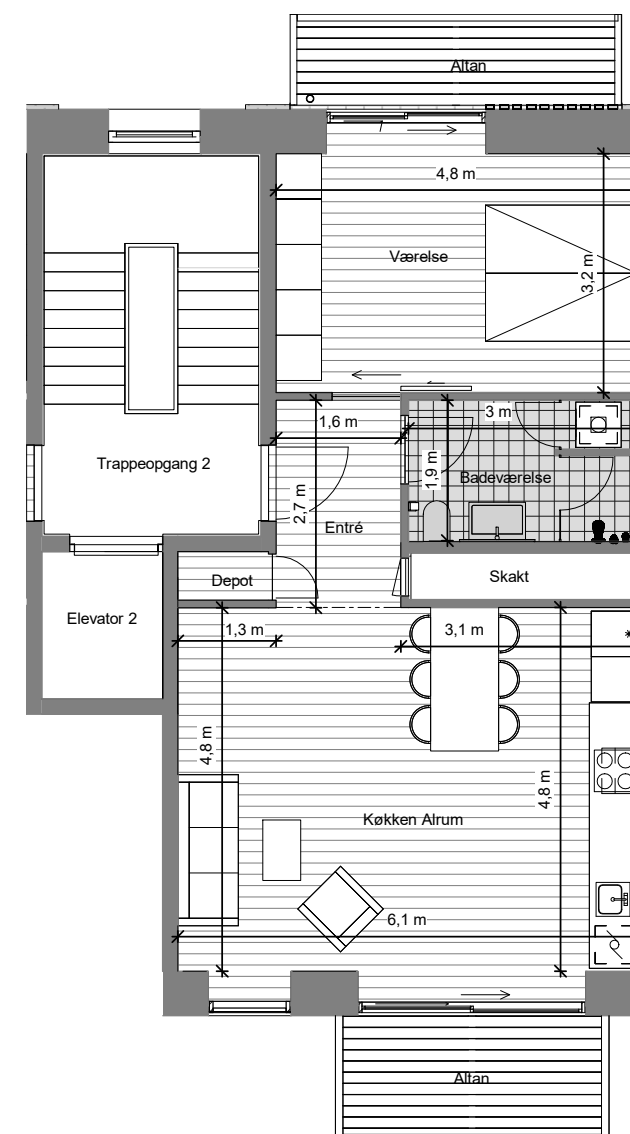 Altan
4,8 m
Værelse
3,2 m
1,6 m
3 m
Trappeopgang 2
1,9 m
Badeværelse
2,7 m
Entré
Depot
Skakt
Elevator 2
1,3 m
3,1 m
4,8 m
4,8 m
Køkken Alrum
6,1 m
Altan